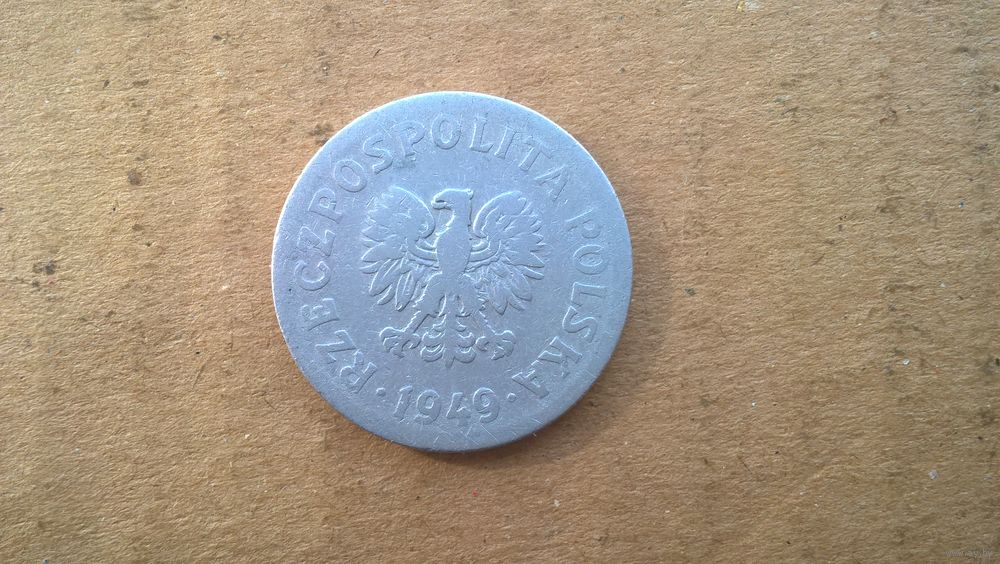 RZECZPOSPOLITA POLSKA
· 1949 ·